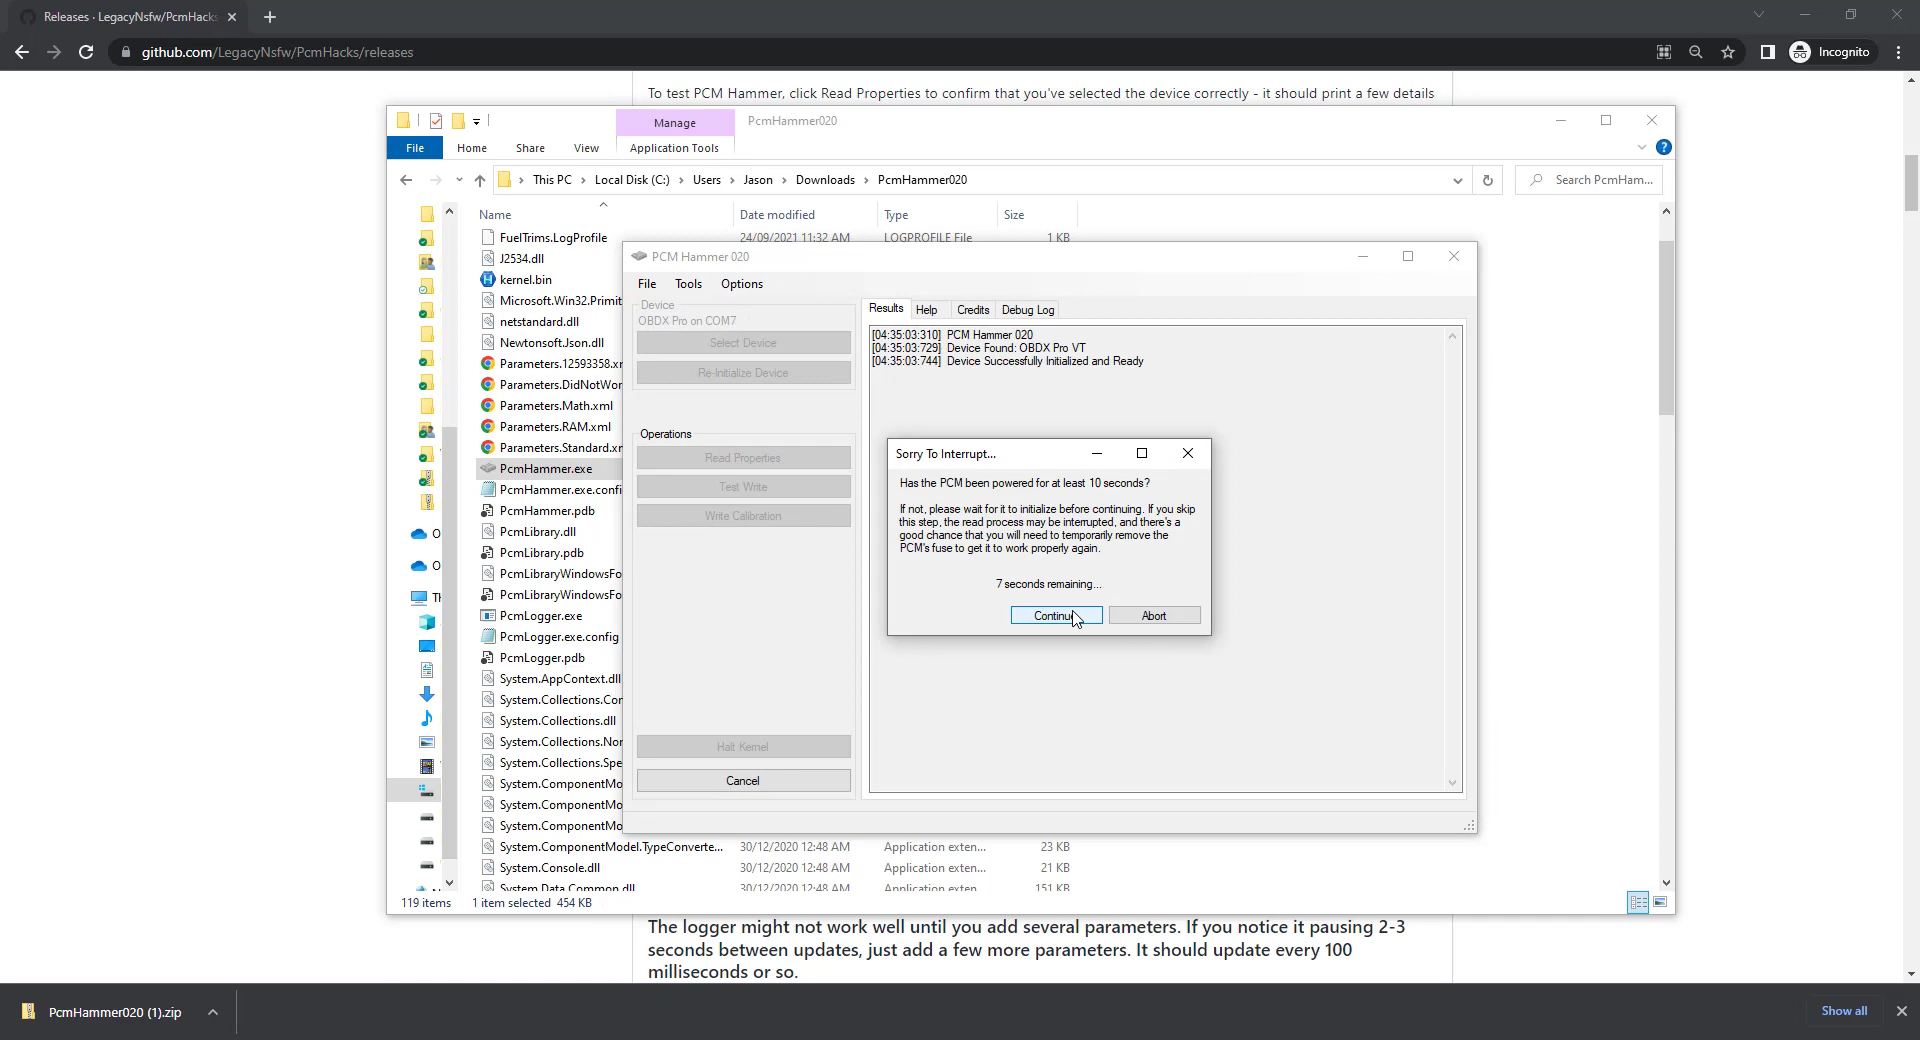 Releases · LegacyNsfw/PcmHacks
github.com/LegacyNsfw/PcmHacks/releases
Incognito
To test PCM Hammer, click Read Properties to confirm that you've selected the device correctly - it should print a few details
Manage
PcmHammer020
File
Home
Share
View
Application Tools
This PC
Local Disk (C:)
Users
Jason
Downloads
PcmHammer020
Search PcmHam...
Name
Date modified
Type
Size
FuelTrims.LogProfile
24/09/2021 11:32 AM
LOGPROFILE File
1 KB
J2534.dll
kernel.bin
Microsoft.Win32.Primit
netstandard.dll
Newtonsoft.Json.dll
Parameters.12593358.xr
Parameters.DidNotWor
Parameters.Math.xml
Parameters.RAM.xml
Parameters.Standard.xr
PcmHammer.exe
PcmHammer.exe.confi
PcmHammer.pdb
PcmLibrary.dll
PcmLibrary.pdb
PcmLibraryWindowsFo
PcmLibraryWindowsFo
PcmLogger.exe
PcmLogger.exe.config
PcmLogger.pdb
System.AppContext.dll
System.Collections.Cor
System.Collections.dll
System.Collections.Nor
System.Collections.Spe
System.ComponentMo
System.ComponentMo
System.ComponentMo
System.ComponentModel.TypeConverte...
30/12/2020 12:48 AM
Application exten...
23 KB
System.Console.dll
30/12/2020 12:48 AM
Application exten...
21 KB
System.Data.Common.dll
30/12/2020 12:48 AM
Application exten...
151 KB
119 items
1 item selected 454 KB
PCM Hammer 020
File
Tools
Options
Device
OBDX Pro on COM7
Select Device
Re-Initialize Device
Operations
Read Properties
Test Write
Write Calibration
Halt Kernel
Cancel
Results
Help
Credits
Debug Log
[04:35:03:310] PCM Hammer 020
[04:35:03:729] Device Found: OBDX Pro VT
[04:35:03:744] Device Successfully Initialized and Ready
Sorry To Interrupt...
Has the PCM been powered for at least 10 seconds?
If not, please wait for it to initialize before continuing. If you skip
this step, the read process may be interrupted, and there's a
good chance that you will need to temporarily remove the
PCM's fuse to get it to work properly again.
7 seconds remaining...
Continue
Abort
The logger might not work well until you add several parameters. If you notice it pausing 2-3
seconds between updates, just add a few more parameters. It should update every 100
milliseconds or so.
PcmHammer020 (1).zip
Show all